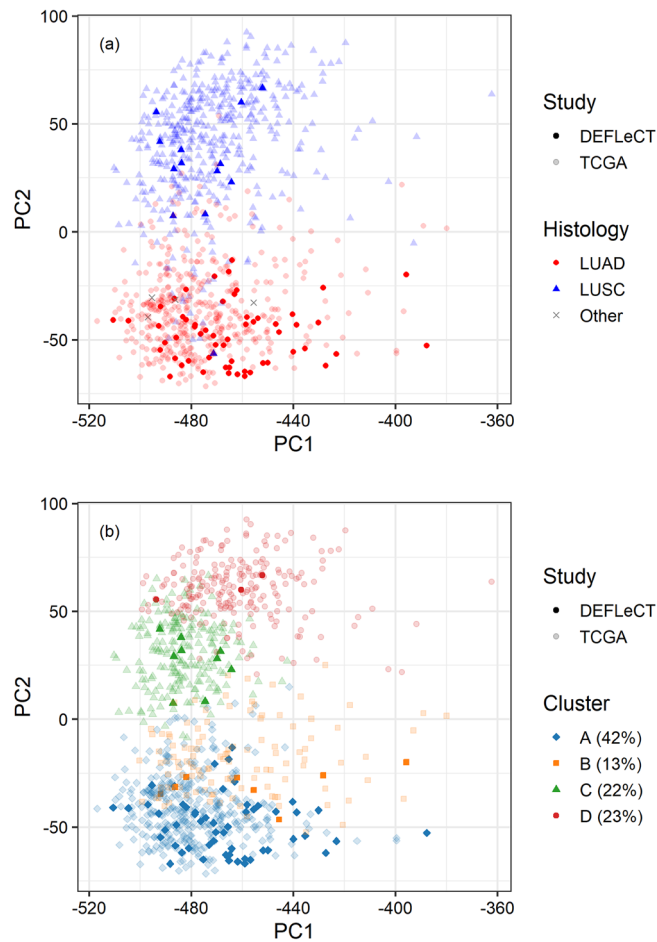 (a)
100
50
0
-50
PC2
-520
-480
-440
-400
-360
PC1
Study
DEFLeCT
TCGA
Histology
LUAD
LUSC
Other
(b)
100
50
0
-50
PC2
-520
-480
-440
-400
-360
PC1
Study
DEFLeCT
TCGA
Cluster
A (42%)
B (13%)
C (22%)
D (23%)